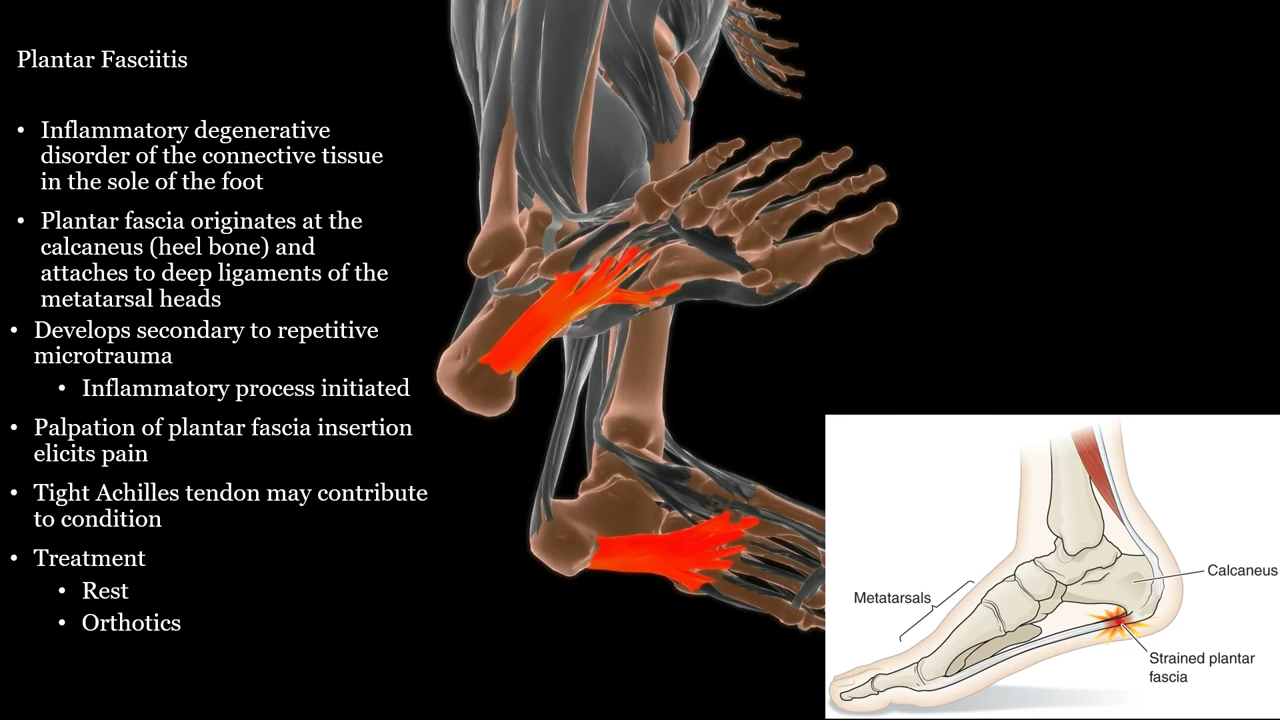 Plantar Fasciitis
• Inflammatory degenerative
disorder of the connective tissue
in the sole of the foot
• Plantar fascia originates at the
calcaneus (heel bone) and
attaches to deep ligaments of the
metatarsal heads
• Develops secondary to repetitive
microtrauma
• Inflammatory process initiated
• Palpation of plantar fascia insertion
elicits pain
• Tight Achilles tendon may contribute
to condition
• Treatment
• Rest
• Orthotics
Calcaneus
Metatarsals
Strained plantar
fascia